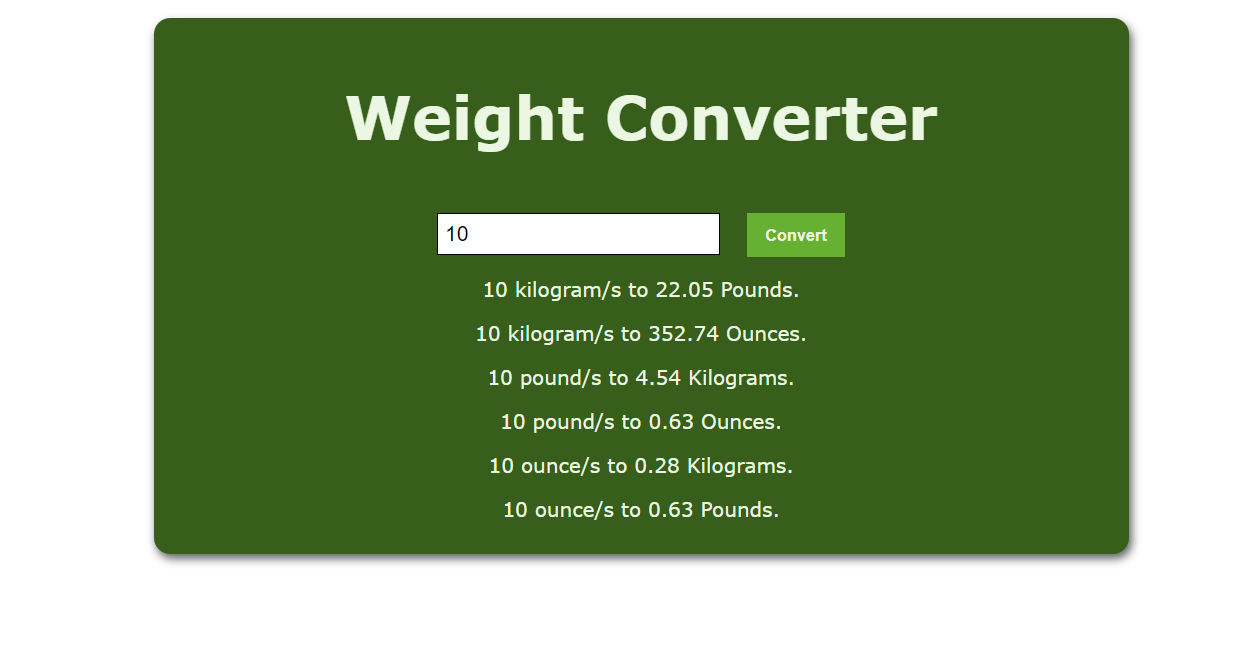 Weight Converter
10
Convert
10 kilogram/s to 22.05 Pounds.
10 kilogram/s to 352.74 Ounces.
10 pound/s to 4.54 Kilograms.
10 pound/s to 0.63 Ounces.
10 ounce/s to 0.28 Kilograms.
10 ounce/s to 0.63 Pounds.